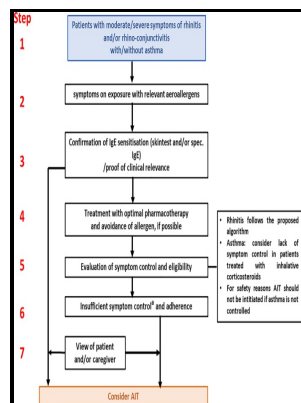 Step
1
Patients with moderate/severe symptoms of rhinitis
and/or rhino-conjunctivitis
with/without asthma
2
symptoms on exposure with relevant aeroallergens
3
Confirmation of IgE sensitisation (skintest and/or spec.
IgE)
/proof of clinical relevance
4
Treatment with optimal pharmacotherapy
and avoidance of allergen, if possible
5
Evaluation of symptom control and eligibility
• Rhinitis follows the proposed
algorithm
• Asthma: consider lack of
symptom control in patients
treated with inhalative
corticosteroids
• For safety reasons AIT should
not be intitiated if asthma is not
controlled
6
Insufficient symptom control and adherence
7
View of patient
and/or caregiver
Consider AIT